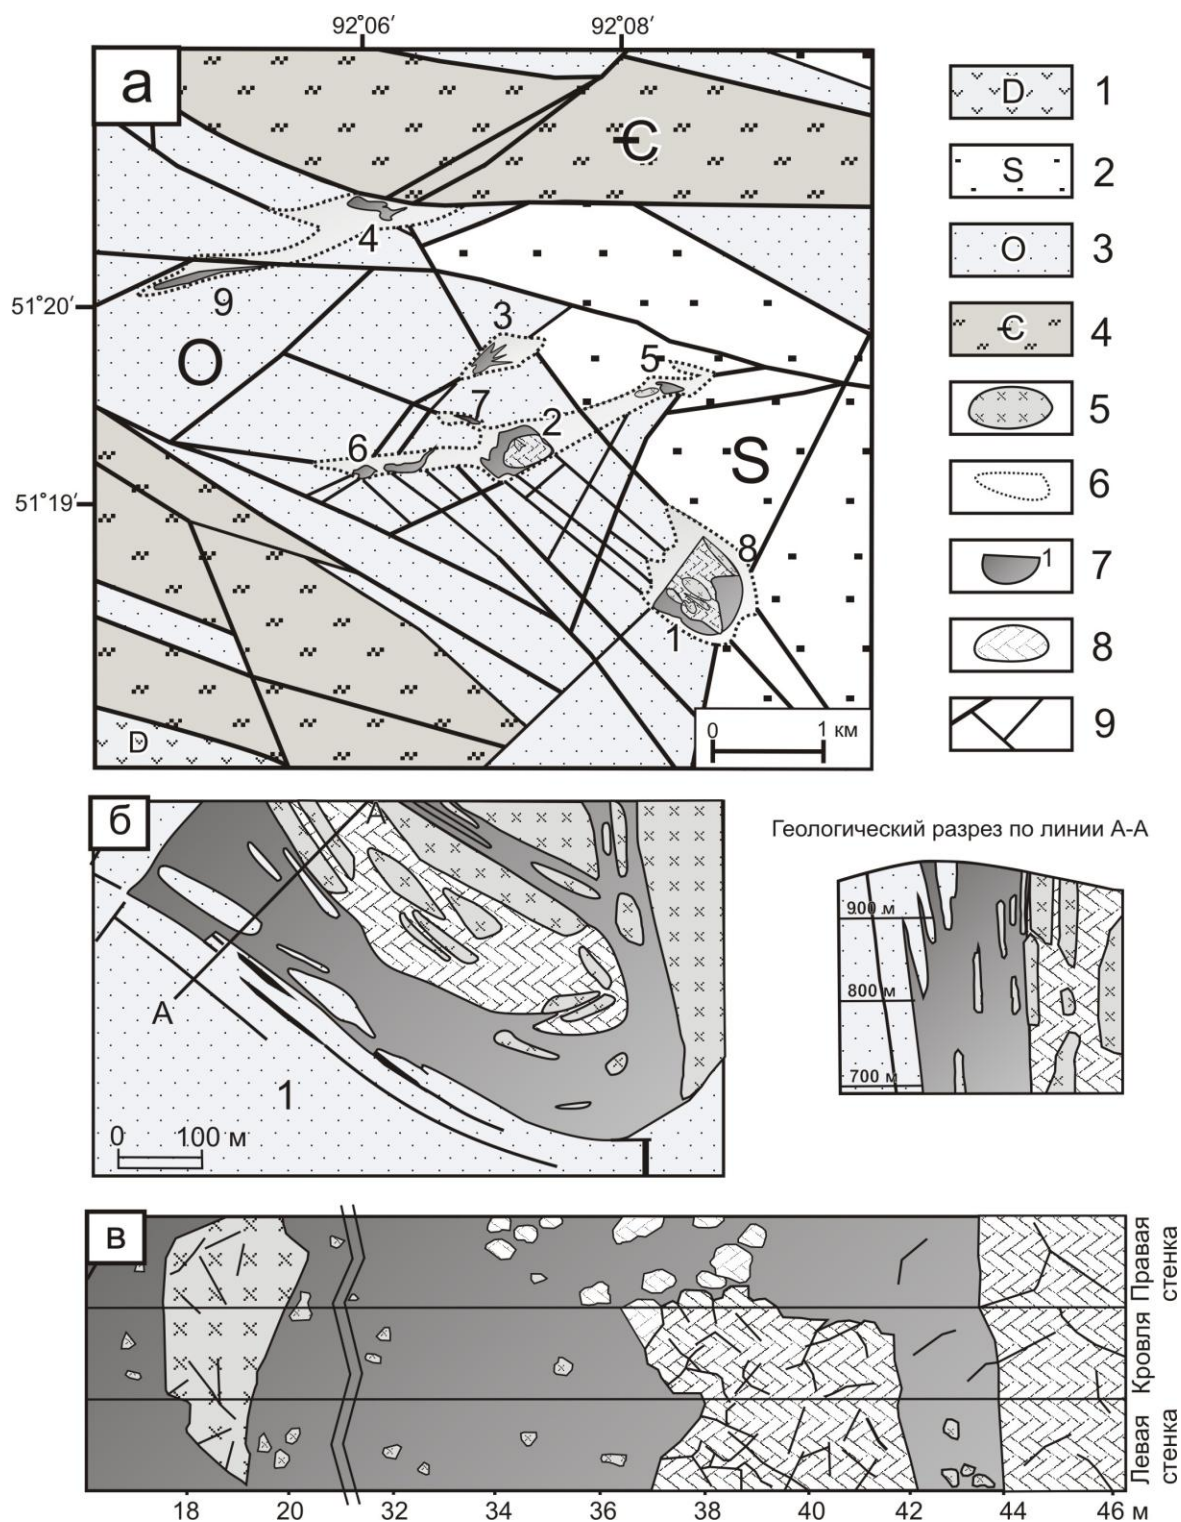 92°06′ 92°08′
а
Є
4
9
51°20′
3
5
О
7
2
6
S
51°19′
8
1
D
0 1 км
D 1
S 2
О 3
Є 4
5
6
1 7
8
9
б
А
А
1
0 100 м
Геологический разрез по линии А-А
900 м
800 м
700 м
в
Правая стенка
Кровля
Левая стенка
18 20 32 34 36 38 40 42 44 46 м